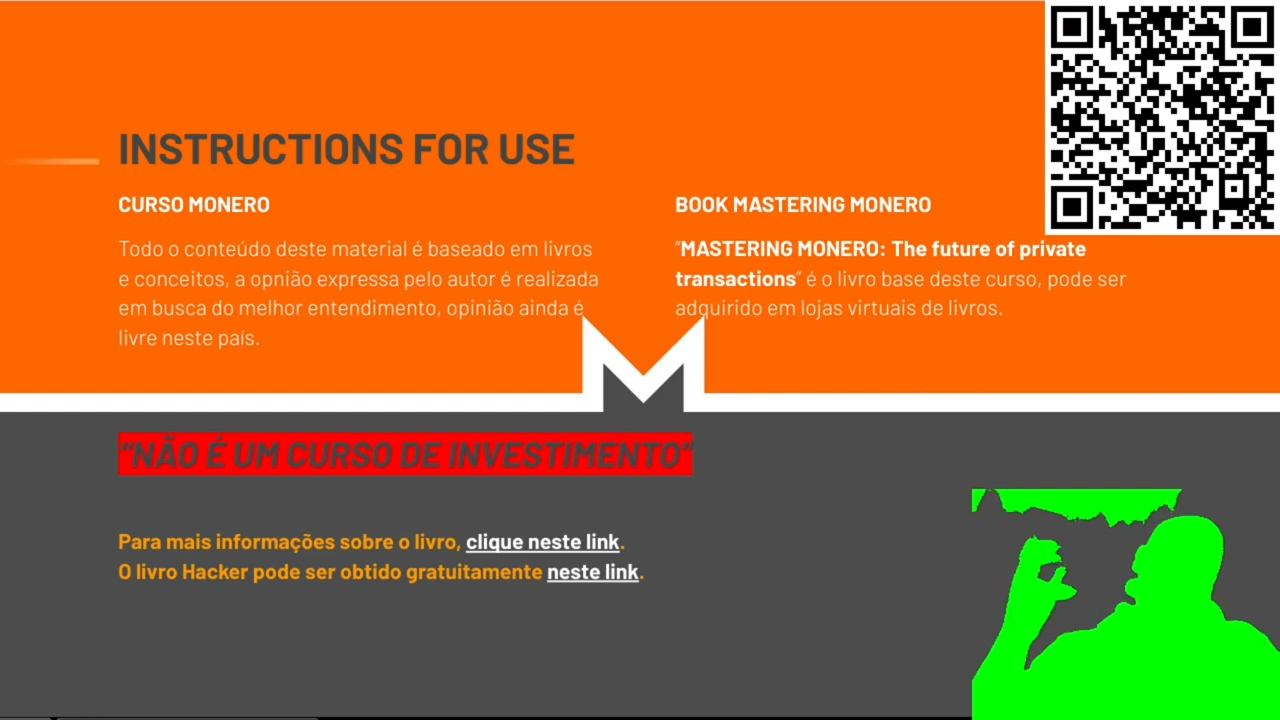 INSTRUCTIONS FOR USE
CURSO MONERO
Todo o conteúdo deste material é baseado em livros
e conceitos, a opnião expressa pelo autor é realizada
em busca do melhor entendimento, opinião ainda é
livre neste país.
BOOK MASTERING MONERO
“MASTERING MONERO: The future of private
transactions” é o livro base deste curso, pode ser
adquirido em lojas virtuais de livros.
“NÃO É UM CURSO DE INVESTIMENTO”
Para mais informações sobre o livro, clique neste link.
O livro Hacker pode ser obtido gratuitamente neste link.